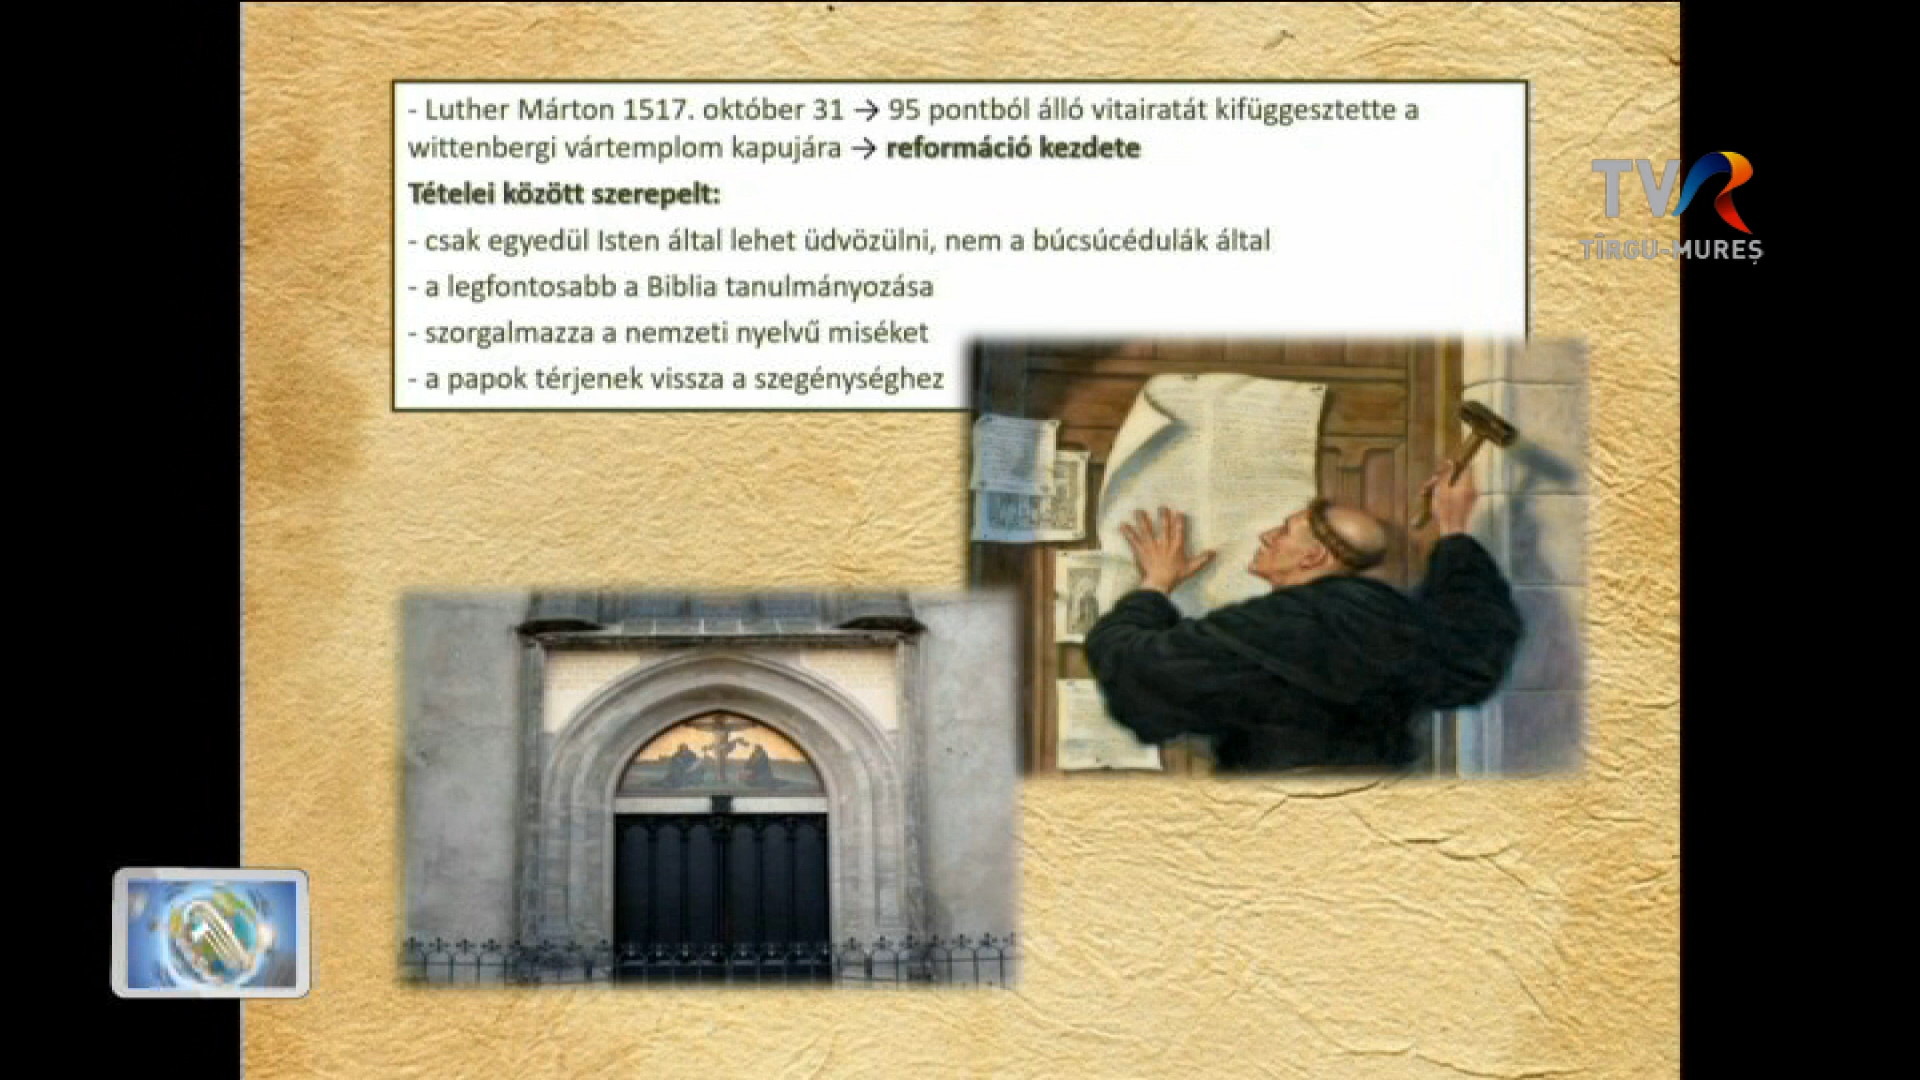 - Luther Márton 1517. október 31 → 95 pontból álló vitairatát kifüggesztette a
wittenbergi vártemplom kapujára → reformáció kezdete
Tételei között szerepelt:
- csak egyedül Isten által lehet üdvözülni, nem a búcsúcédulák által
- a legfontosabb a Biblia tanulmányozása
- szorgalmazza a nemzeti nyelvű miséket
- a papok térjenek vissza a szegénységhez
TVR
TÎRGU-MUREȘ